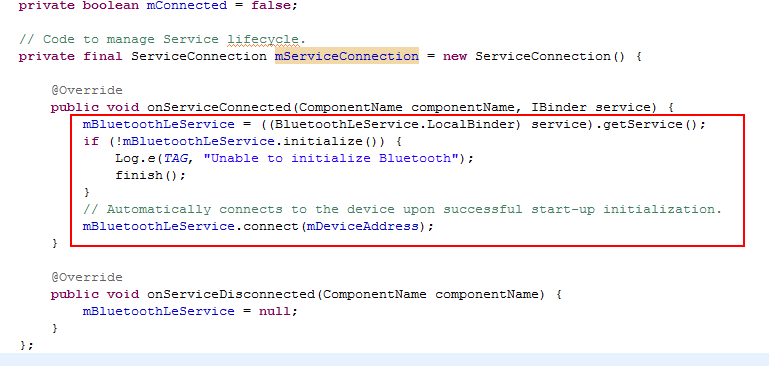 private boolean mConnected = false;
// Code to manage Service lifecycle.
private final ServiceConnection mServiceConnection = new ServiceConnection() {
@Override
public void onServiceConnected(ComponentName componentName, IBinder service) {
mBluetoothLeService = ((BluetoothLeService.LocalBinder) service).getService();
if (!mBluetoothLeService.initialize()) {
Log.e(TAG, "Unable to initialize Bluetooth");
finish();
}
// Automatically connects to the device upon successful start-up initialization.
mBluetoothLeService.connect(mDeviceAddress);
}
@Override
public void onServiceDisconnected(ComponentName componentName) {
mBluetoothLeService = null;
}
};